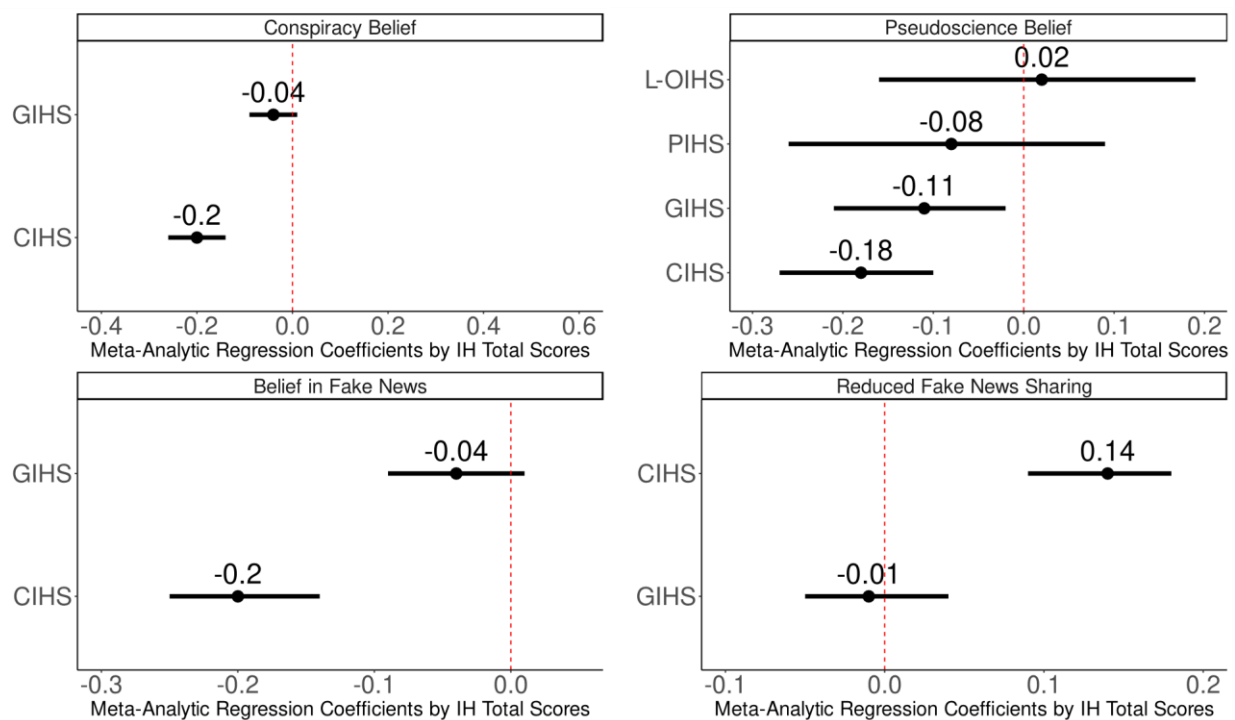 Conspiracy Belief
GIHS
-0.04
CIHS
-0.2
-0.4 -0.2 0.0 0.2 0.4 0.6
Meta-Analytic Regression Coefficients by IH Total Scores
Pseudoscience Belief
L-OIHS
0.02
PIHS
-0.08
GIHS
-0.11
CIHS
-0.18
-0.3 -0.2 -0.1 0.0 0.1 0.2
Meta-Analytic Regression Coefficients by IH Total Scores
Belief in Fake News
GIHS
-0.04
CIHS
-0.2
-0.3 -0.2 -0.1 0.0
Meta-Analytic Regression Coefficients by IH Total Scores
Reduced Fake News Sharing
CIHS
0.14
GIHS
-0.01
-0.1 0.0 0.1 0.2
Meta-Analytic Regression Coefficients by IH Total Scores